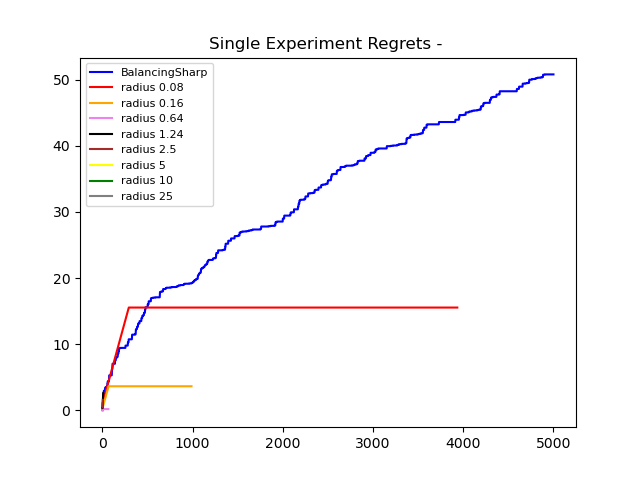 Single Experiment Regrets -
BalancingSharp
radius 0.08
radius 0.16
radius 0.64
radius 1.24
radius 2.5
radius 5
radius 10
radius 25
50
40
30
20
10
0
0 1000 2000 3000 4000 5000